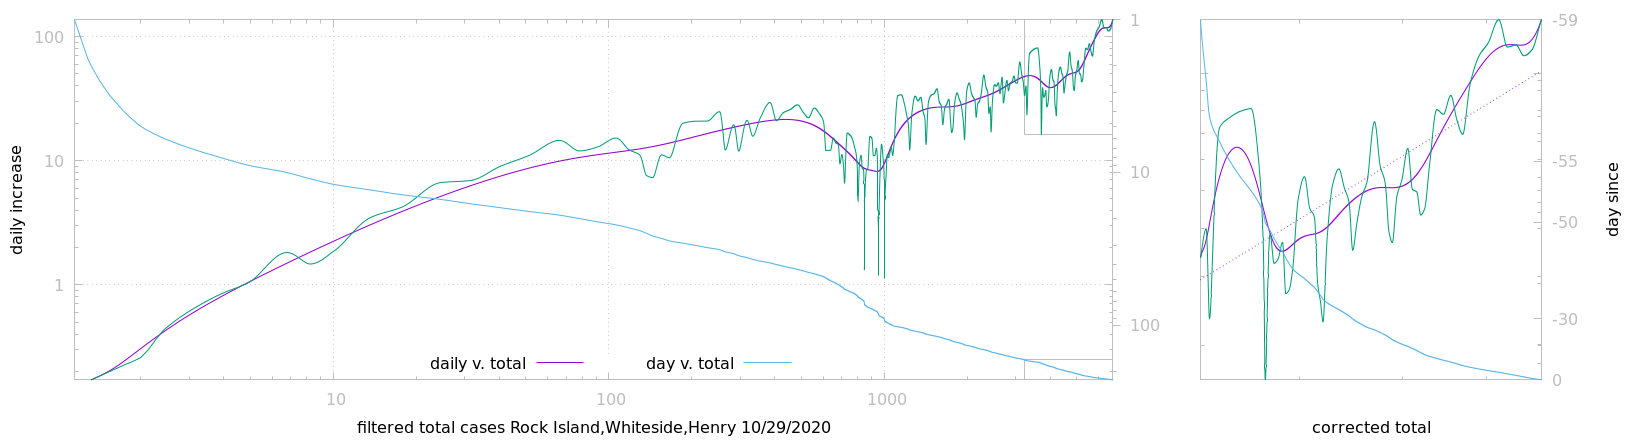 100
10
1
daily increase
1
10
100
daily v. total
day v. total
10
100
1000
filtered total cases Rock Island,Whiteside,Henry 10/29/2020
-59
-55
-50
-30
0
day since
corrected total